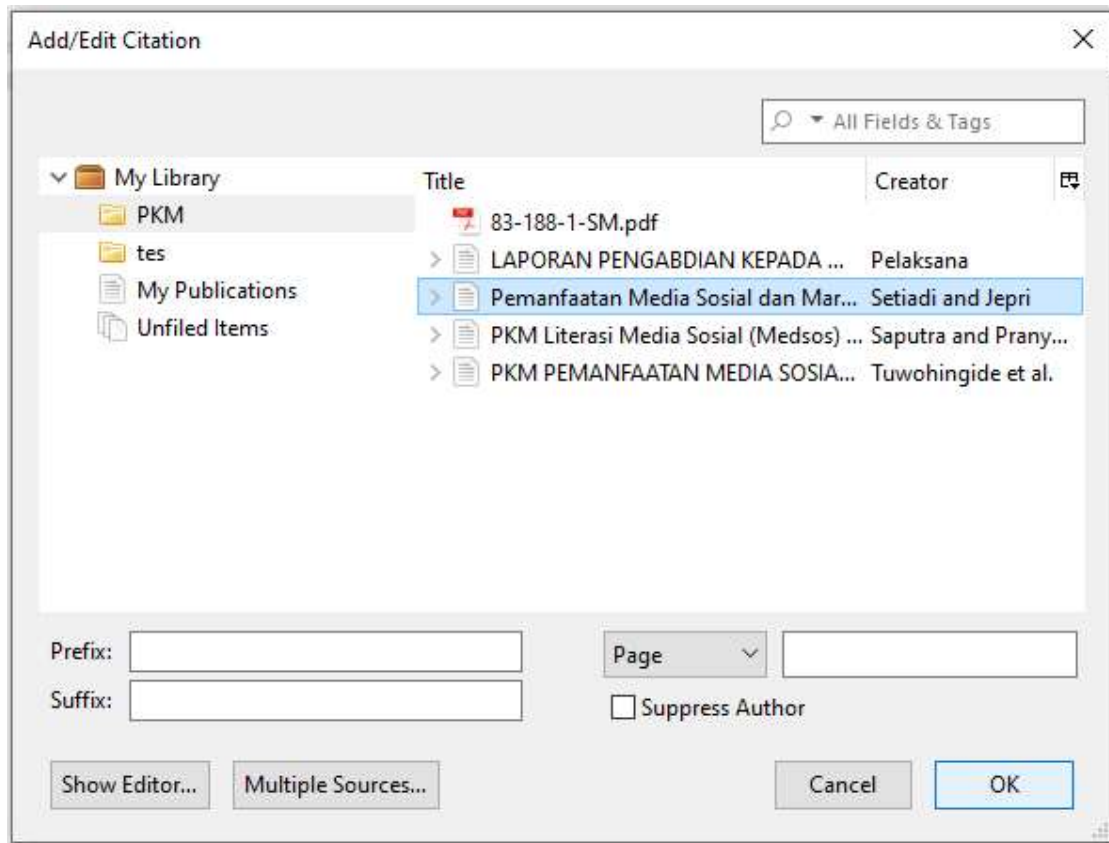 Add/Edit Citation
All Fields & Tags
My Library
PKM
tes
My Publications
Unfiled Items
Title Creator
83-188-1-SM.pdf
LAPORAN PENGABDIAN KEPADA ... Pelaksana
Pemanfaatan Media Sosial dan Mar... Setiadi and Jepri
PKM Literasi Media Sosial (Medsos) ... Saputra and Prany...
PKM PEMANFAATAN MEDIA SOSIA... Tuwohingide et al.
Prefix:
Page
Suffix:
Suppress Author
Show Editor... Multiple Sources... Cancel OK